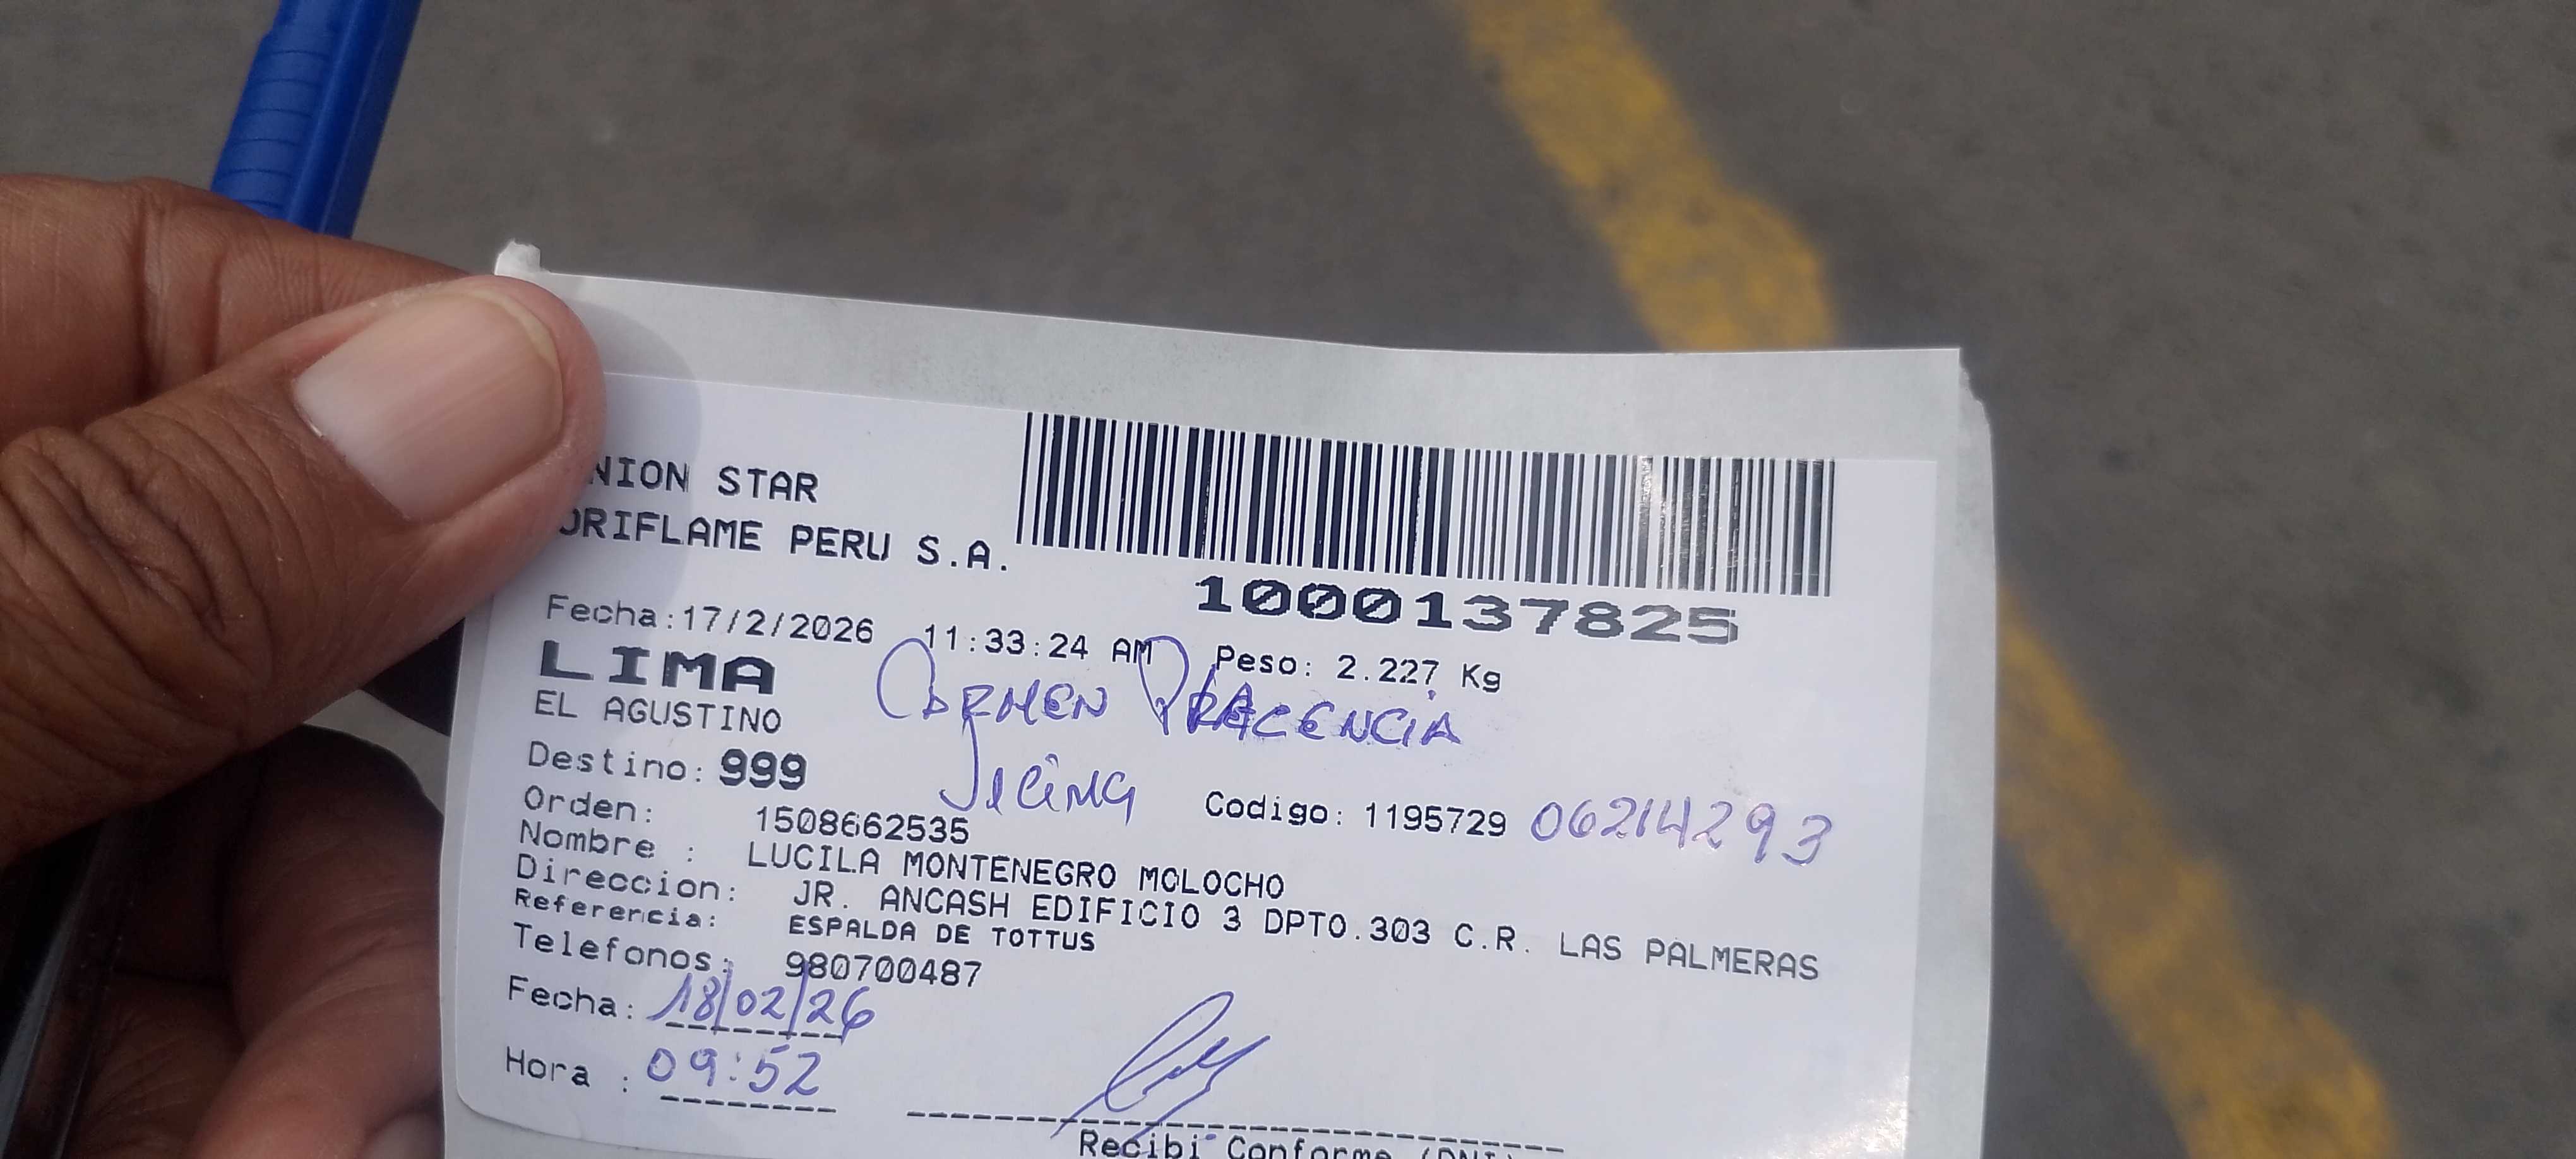 NION STAR
ORIFLAME PERU S.A.
1000137825
Fecha:17/2/2026 11:33:24 AM Peso: 2.227 Kg
LIMA
EL AGUSTINO
CARMEN
Destino: 999
Codigo: 1195729 06214293
Orden: 1508662535
Nombre : LUCILA MONTENEGRO MOLOCHO
Direccion: JR. ANCASH EDIFICIO 3 DPTO.303 C.R. LAS PALMERAS
Referencia: ESPALDA DE TOTTUS
Telefonos: 980700487
Fecha: 18/02/26
Hora : 09:52
Recibi Conforme (DNI)